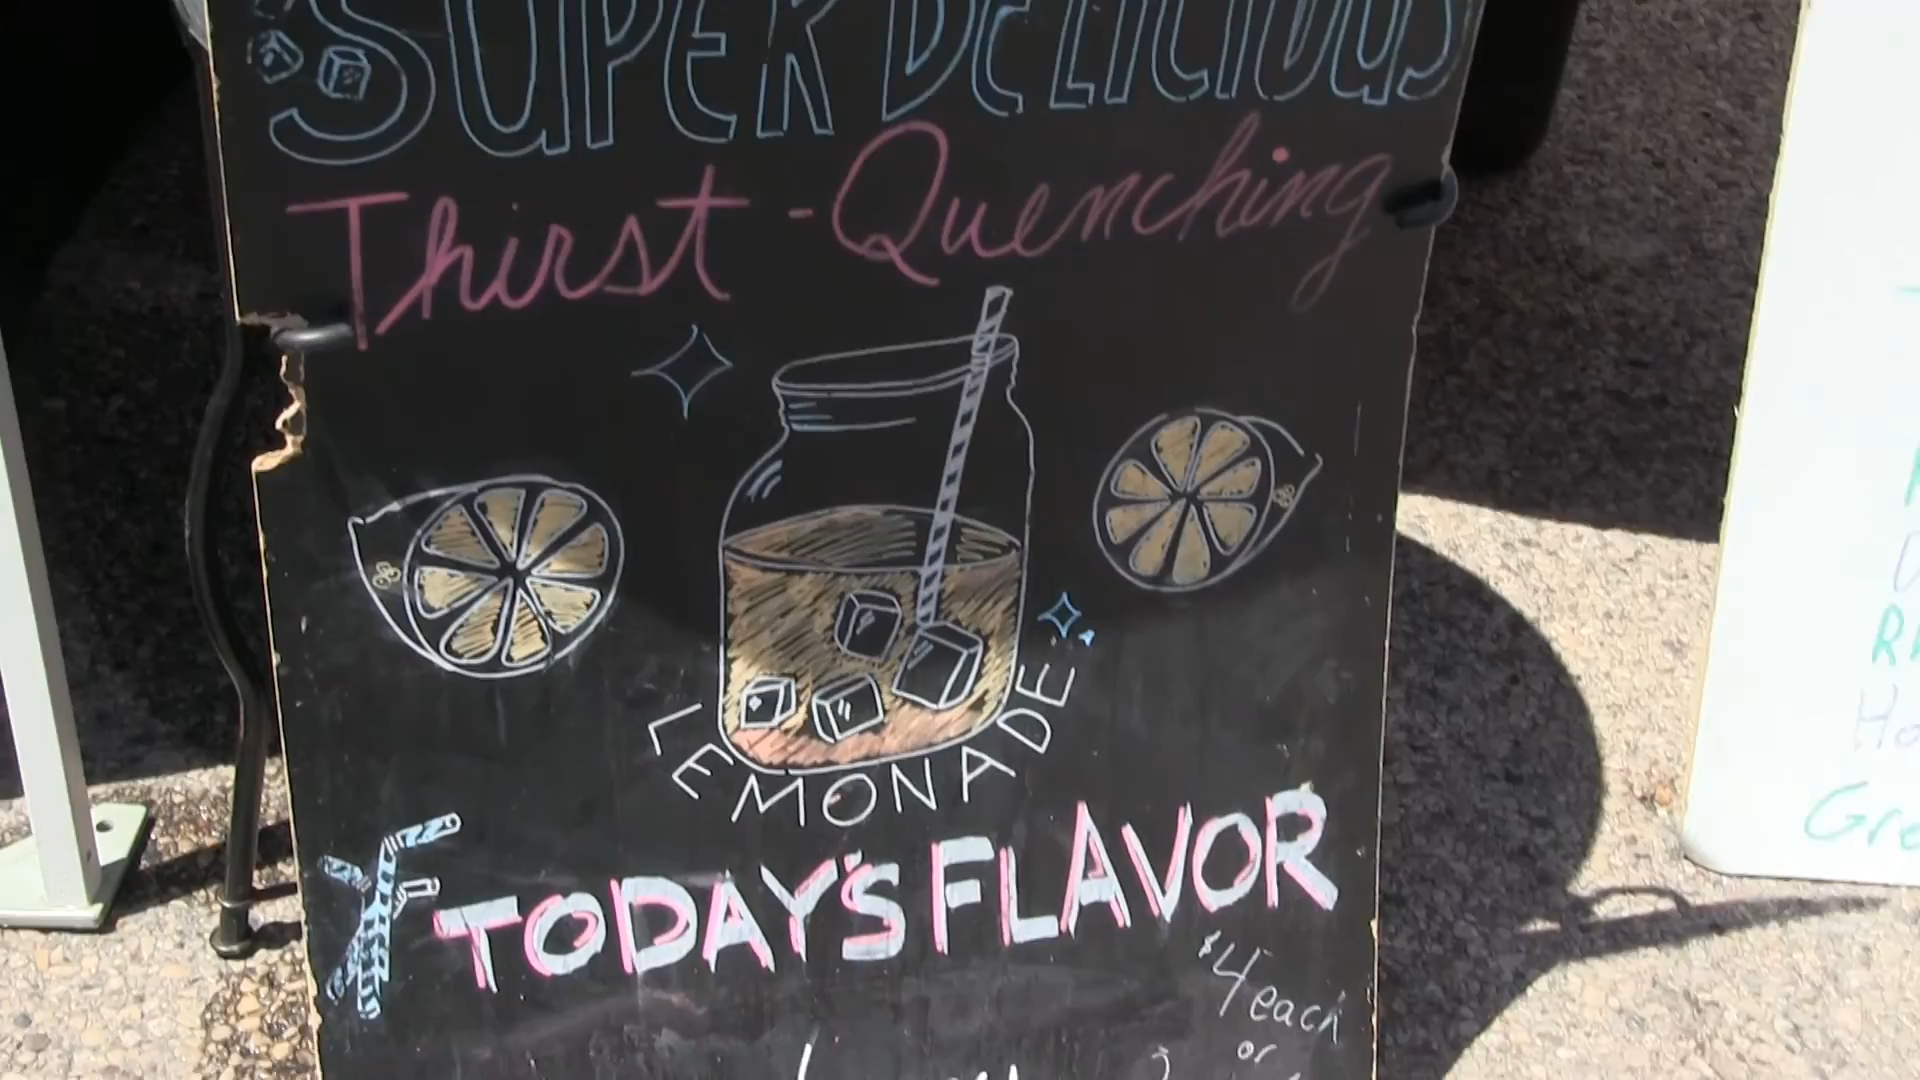 SUPER DELICIOUS
Thirst-Quenching
LEMONADE
TODAY'S FLAVOR
$4 each
or